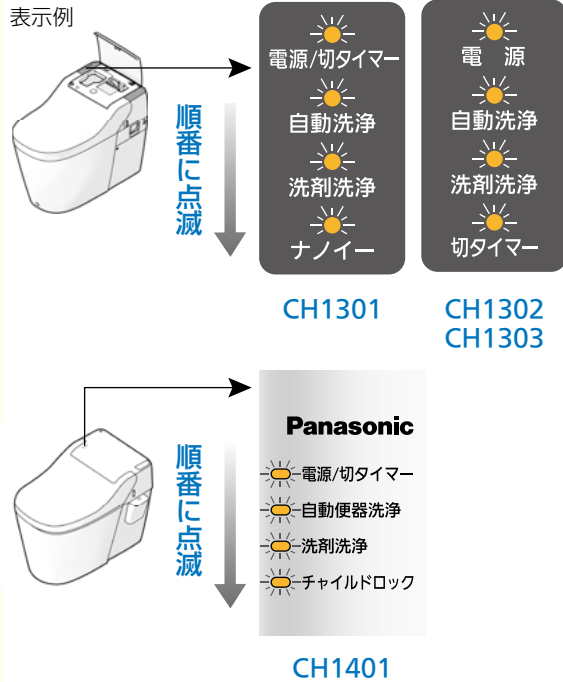 表示例
順番に点滅
電源/切タイマー
自動洗浄
洗剤洗浄
ナノイー
CH1301
電 源
自動洗浄
洗剤洗浄
切タイマー
CH1302
CH1303
順番に点滅
Panasonic
電源/切タイマー
自動便器洗浄
洗剤洗浄
チャイルドロック
CH1401